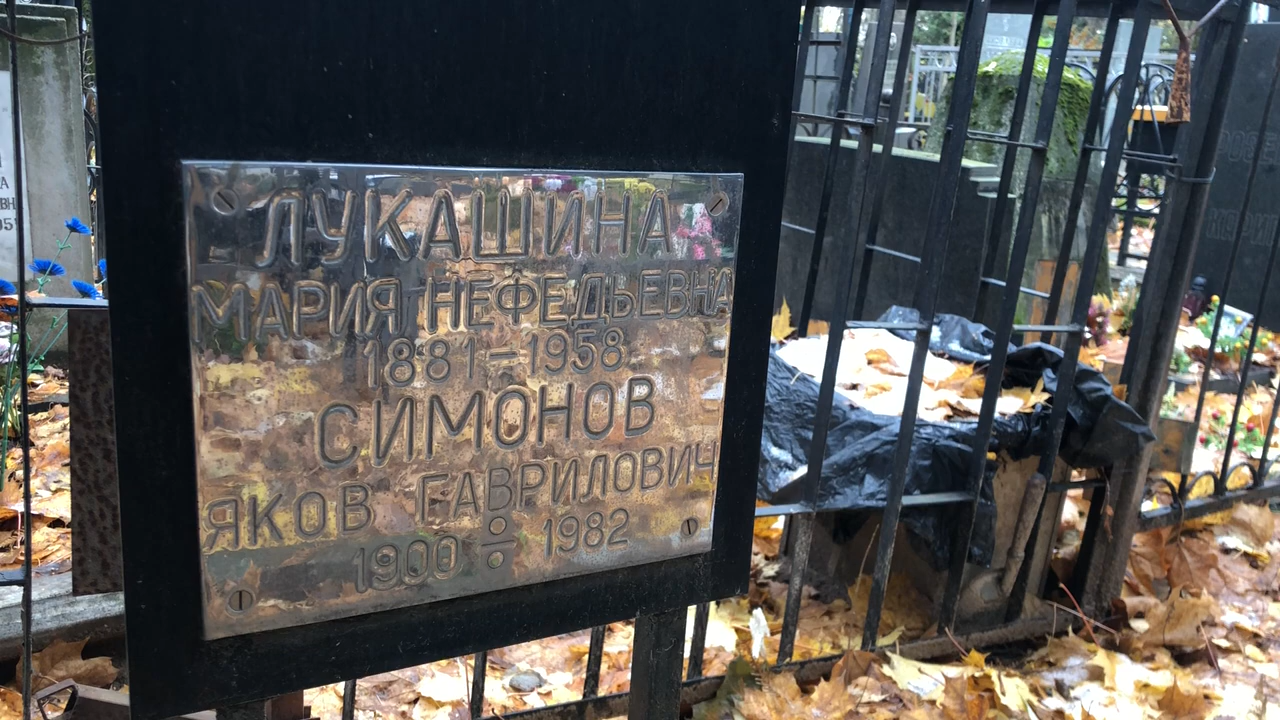 ЛУКАШИНА
МАРИЯ НЕФЕДЬЕВНА
1881–1958
СИМОНОВ
ЯКОВ ГАВРИЛОВИЧ
1900 ÷ 1982